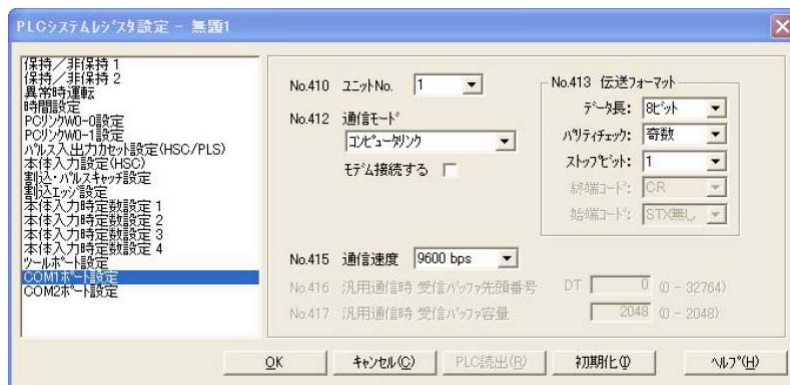 PLCシステムレジスタ設定 - 無題1
保持/非保持 1
保持/非保持 2
異常時運転
時間設定
PCリンクW0-0設定
PCリンクW0-1設定
パルス入出力カセット設定(HSC/PLS)
本体入力設定(HSC)
割込・パルスキャッチ設定
割込エッジ設定
本体入力時定数設定 1
本体入力時定数設定 2
本体入力時定数設定 3
本体入力時定数設定 4
ツールポート設定
COM1ポート設定
COM2ポート設定
No.410 ユニットNo. 1
No.412 通信モード
コンピュータリンク
モデム接続する
No.413 伝送フォーマット
データ長: 8ビット
パリティチェック: 奇数
ストップビット: 1
終端コード: CR
始端コード: STX無し
No.415 通信速度 9600 bps
No.416 汎用通信時 受信バッファ先頭番号 DT 0 (0 - 32764)
No.417 汎用通信時 受信バッファ容量 2048 (0 - 2048)
OK キャンセル(C) PLC読出(R) 初期化(I) ヘルプ(H)